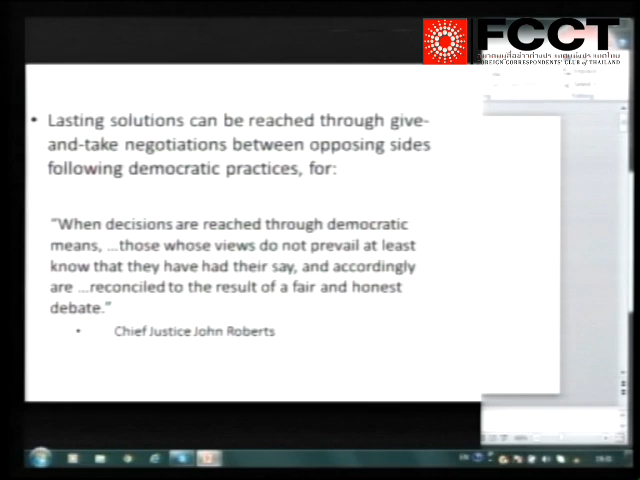 FCCT
FOREIGN CORRESPONDENTS' CLUB of THAILAND
• Lasting solutions can be reached through give-
and-take negotiations between opposing sides
following democratic practices, for:
“When decisions are reached through democratic
means, …those whose views do not prevail at least
know that they have had their say, and accordingly
are …reconciled to the result of a fair and honest
debate.”
• Chief Justice John Roberts
EN